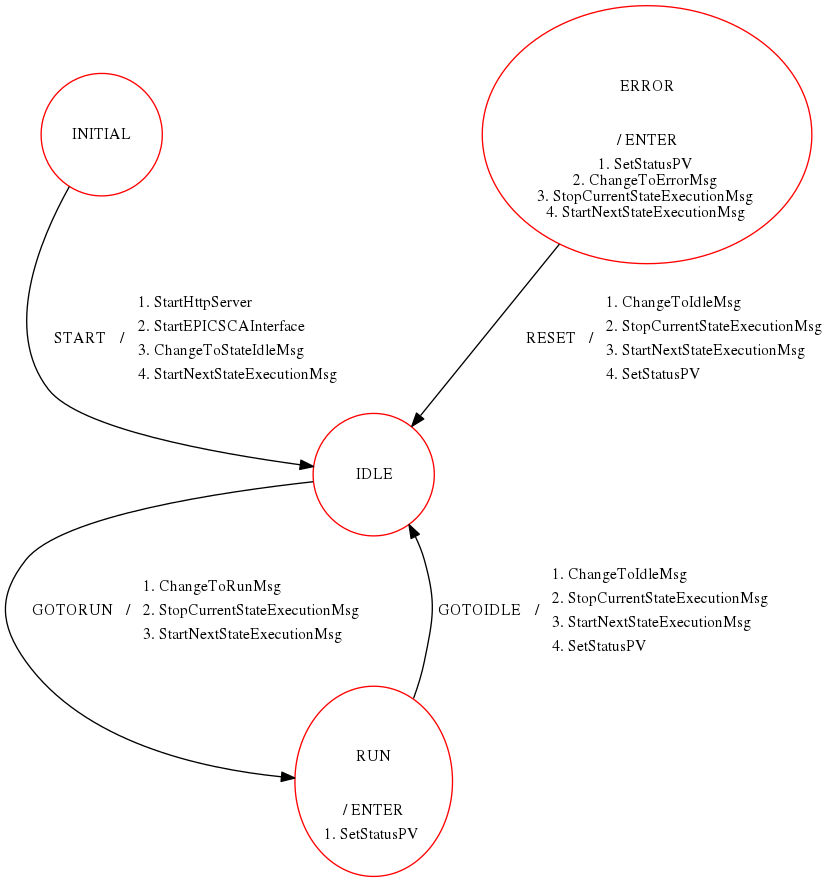 ERROR
INITIAL
/ ENTER
1. SetStatusPV
2. ChangeToErrorMsg
3. StopCurrentStateExecutionMsg
4. StartNextStateExecutionMsg
START /
1. StartHttpServer
2. StartEPICSCAInterface
3. ChangeToStateIdleMsg
4. StartNextStateExecutionMsg
RESET /
1. ChangeToIdleMsg
2. StopCurrentStateExecutionMsg
3. StartNextStateExecutionMsg
4. SetStatusPV
IDLE
GOTORUN /
1. ChangeToRunMsg
2. StopCurrentStateExecutionMsg
3. StartNextStateExecutionMsg
GOTOIDLE /
1. ChangeToIdleMsg
2. StopCurrentStateExecutionMsg
3. StartNextStateExecutionMsg
4. SetStatusPV
RUN
/ ENTER
1. SetStatusPV